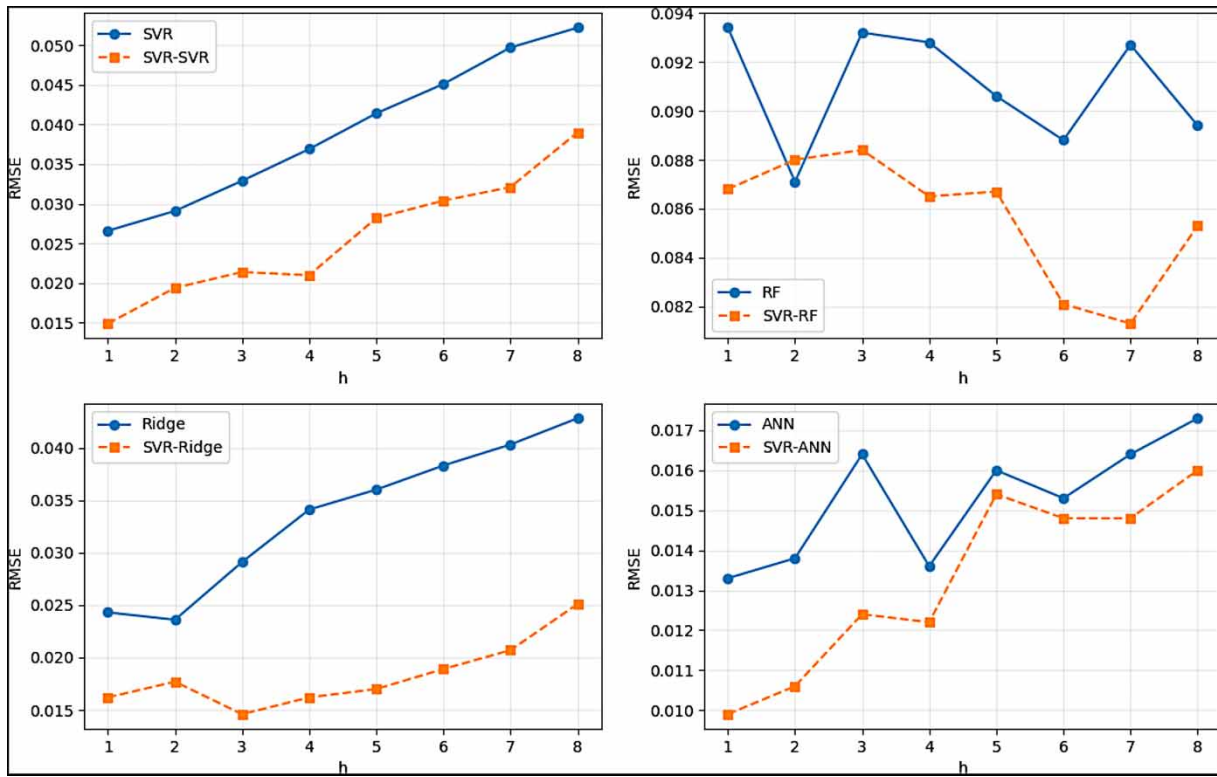 SVR
SVR-SVR
0.050
0.045
0.040
0.035
0.030
0.025
0.020
0.015
RMSE
1 2 3 4 5 6 7 8
h
0.094
0.092
0.090
0.088
0.086
0.084
0.082
RMSE
RF
SVR-RF
1 2 3 4 5 6 7 8
h
Ridge
SVR-Ridge
0.040
0.035
0.030
0.025
0.020
0.015
RMSE
1 2 3 4 5 6 7 8
h
ANN
SVR-ANN
0.017
0.016
0.015
0.014
0.013
0.012
0.011
0.010
RMSE
1 2 3 4 5 6 7 8
h